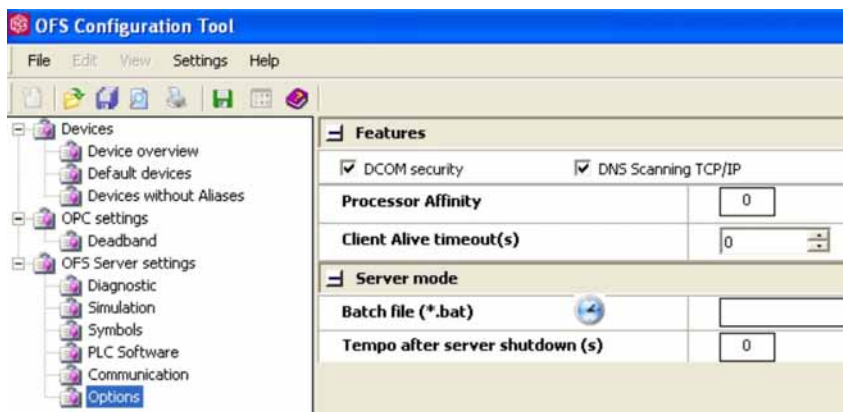 OFS Configuration Tool
File Edit View Settings Help
Devices
Device overview
Default devices
Devices without Aliases
OPC settings
Deadband
OFS Server settings
Diagnostic
Simulation
Symbols
PLC Software
Communication
Options
Features
DCOM security DNS Scanning TCP/IP
Processor Affinity 0
Client Alive timeout(s) 0
Server mode
Batch file (*.bat)
Tempo after server shutdown (s) 0